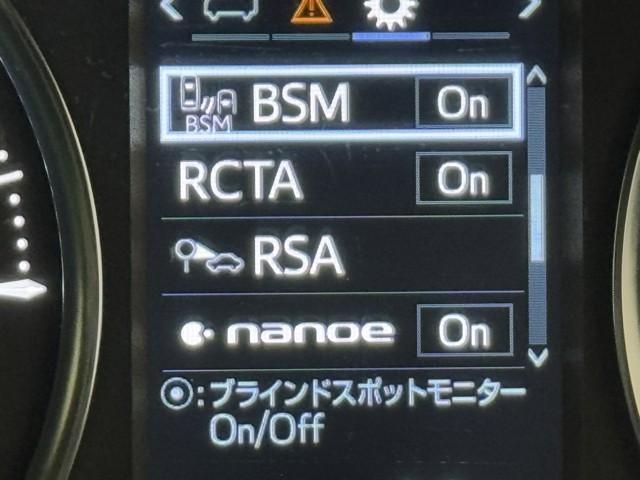 BSM BSM On
RCTA On
RSA
nanoe On
⦿:ブラインドスポットモニター
On/Off